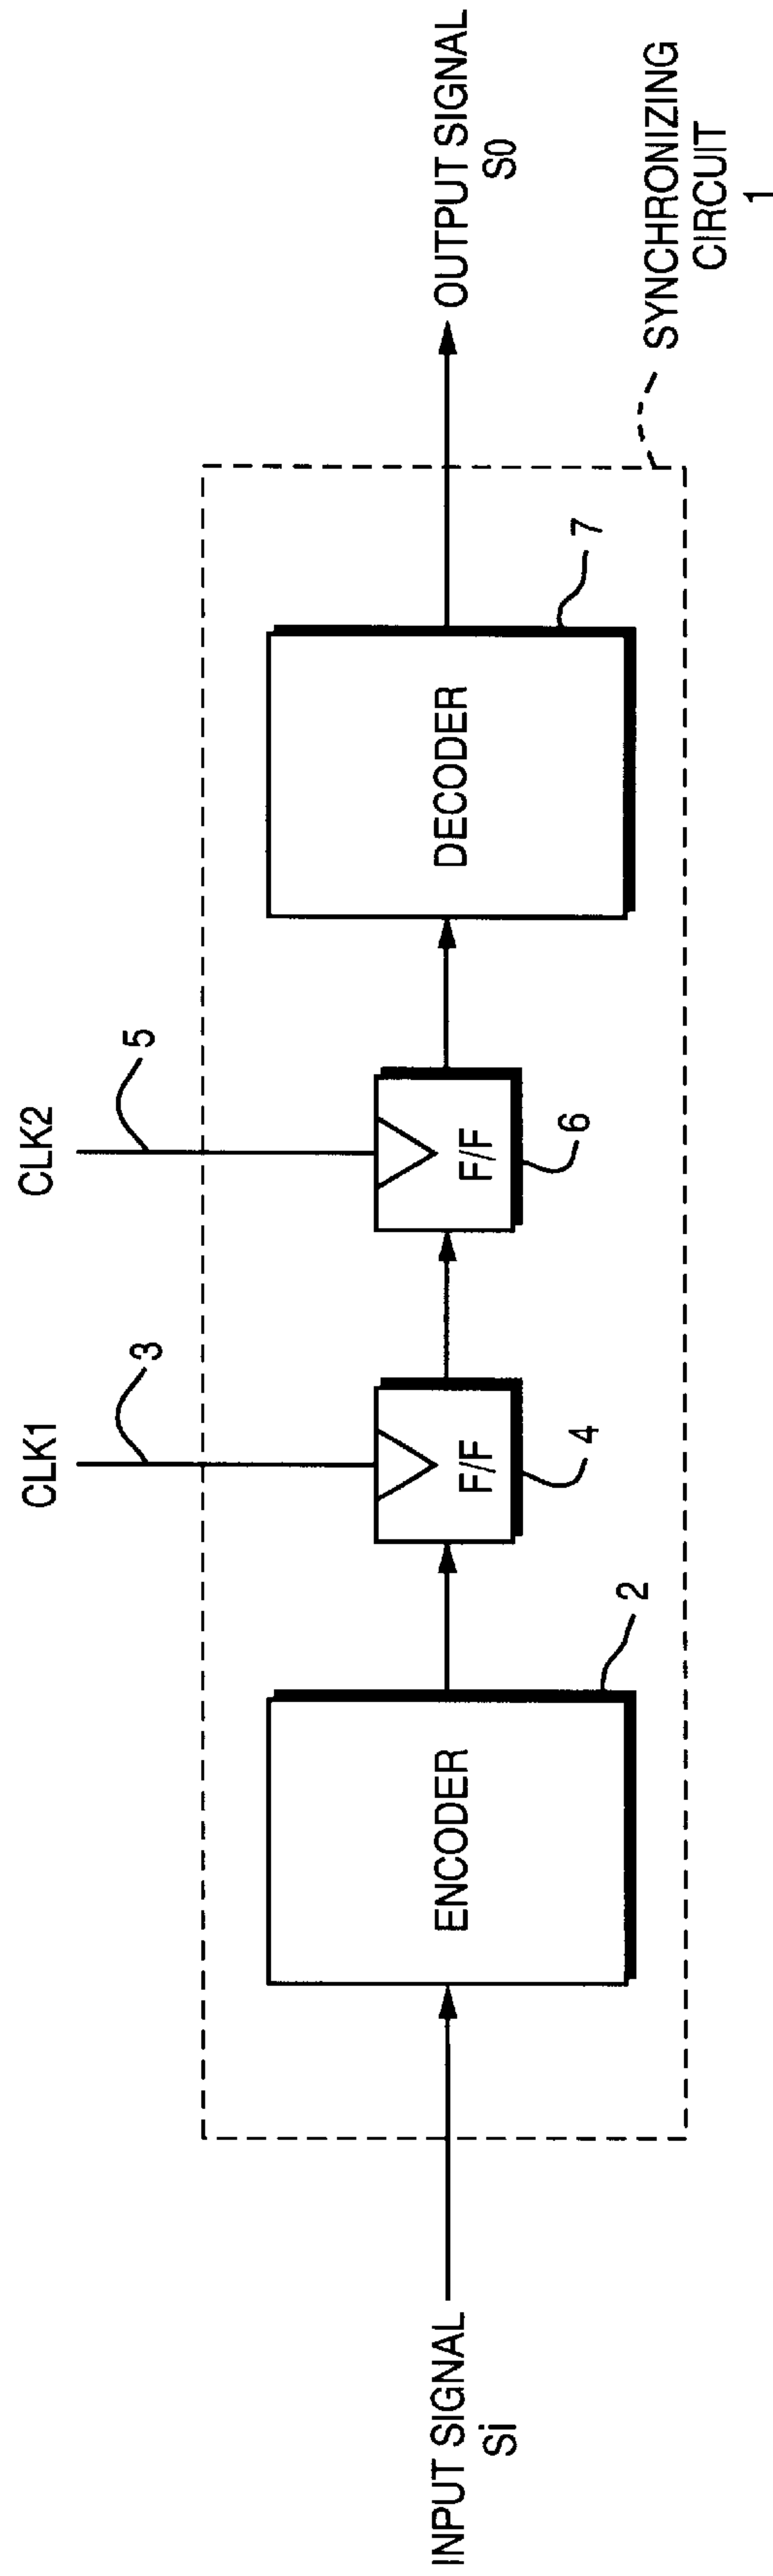 CLK1
3
CLK2
5
INPUT SIGNAL
Si
ENCODER
2
F/F
4
F/F
6
DECODER
7
OUTPUT SIGNAL
S0
SYNCHRONIZING
CIRCUIT
1